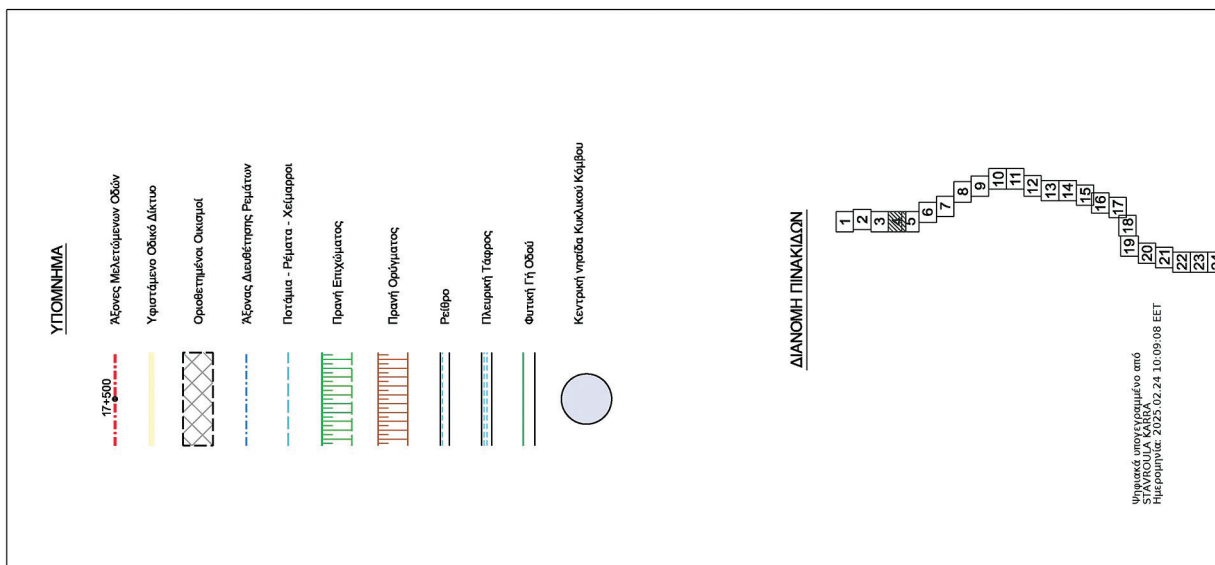 ΥΠΟΜΝΗΜΑ
17+500
Άξονες Μελετώμενων Οδών
Υφιστάμενο Οδικό Δίκτυο
Οριοθετημένοι Οικισμοί
Άξονας Διευθέτησης Ρεμάτων
Ποτάμια - Ρέματα - Χείμαρροι
Πρανή Επιχώματος
Πρανή Ορύγματος
Ρείθρο
Πλευρική Τάφρος
Φυτική Γή Οδού
Κεντρική νησίδα Κυκλικού Κόμβου
ΔΙΑΝΟΜΗ ΠΙΝΑΚΙΔΩΝ
1
2
3
4
5
6
7
8
9
10
11
12
13
14
15
16
17
18
19
20
21
22
23
24
Ψηφιακά υπογεγραμμένο από
STAVROULA KARRA
Ημερομηνία: 2025.02.24 10:09:08 EET